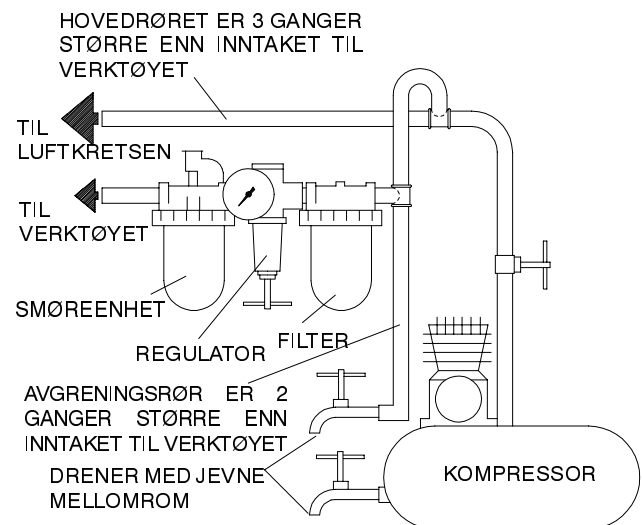 HOVEDRØRET ER 3 GANGER
STØRRE ENN INNTAKET TIL
VERKTØYET
TIL
LUFTKRETSEN
TIL
VERKTØYET
SMØREENHET
REGULATOR
FILTER
AVGRENINGSRØR ER 2
GANGER STØRRE ENN
INNTAKET TIL VERKTØYET
DRENER MED JEVNE
MELLOMROM
KOMPRESSOR